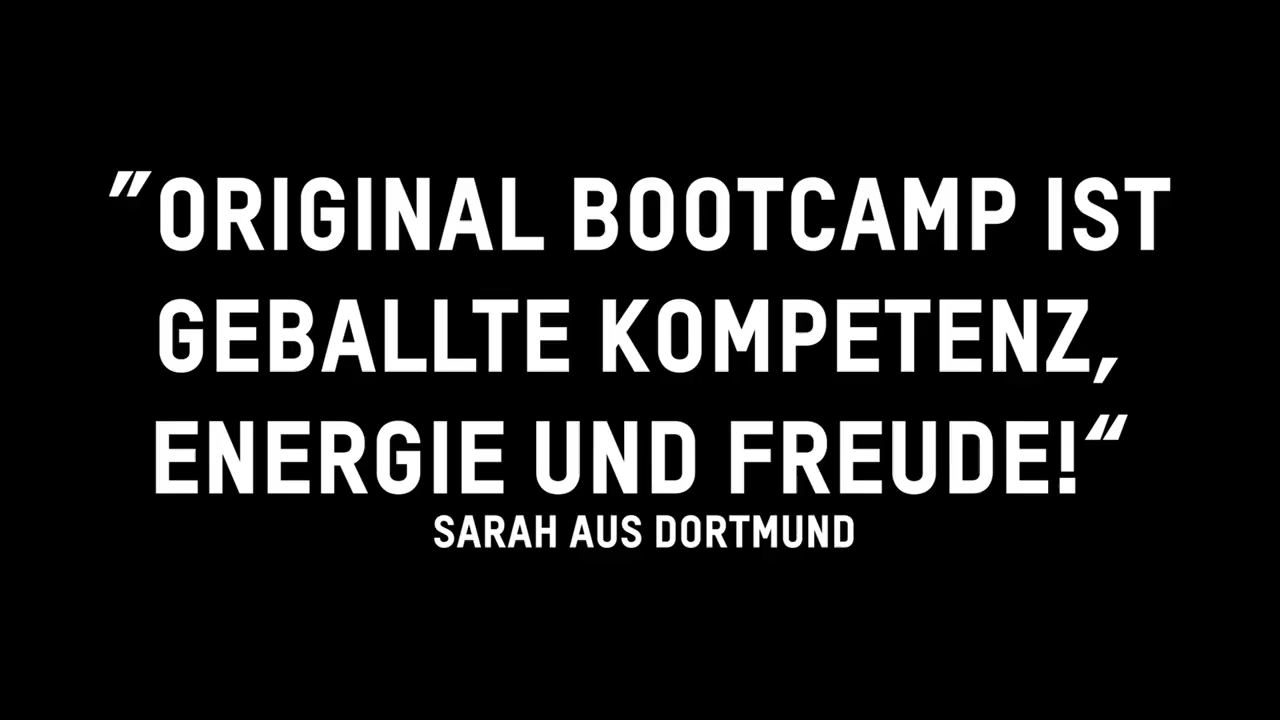 ”ORIGINAL BOOTCAMP IST
GEBALLTE KOMPETENZ,
ENERGIE UND FREUDE!“
SARAH AUS DORTMUND